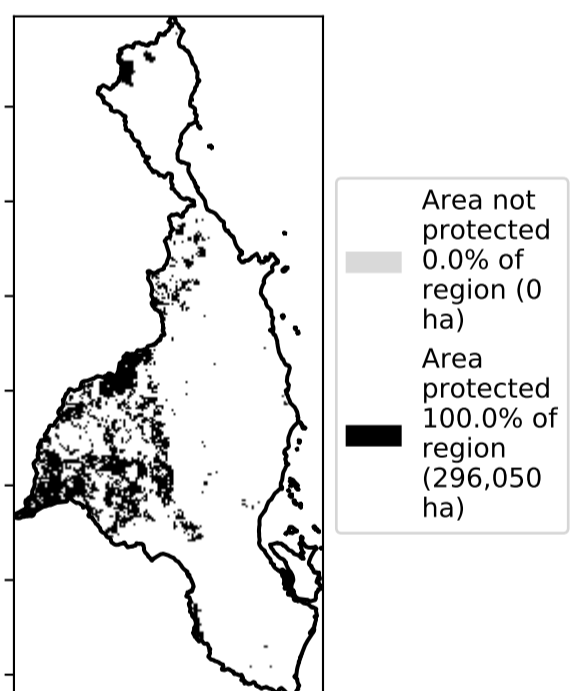 Area not
protected
0.0% of
region (0
ha)
Area
protected
100.0% of
region
(296,050
ha)